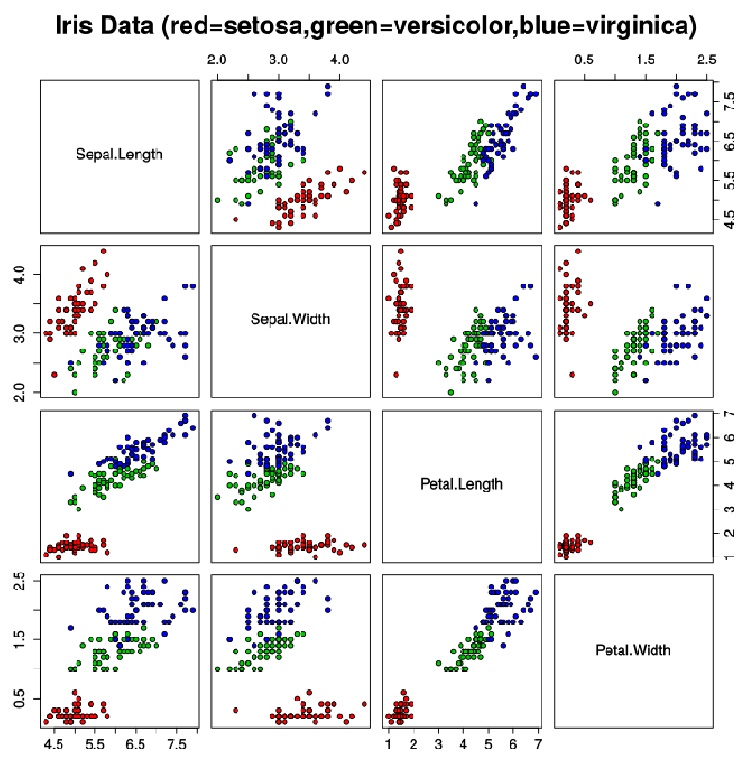 Iris Data (red=setosa,green=versicolor,blue=virginica)
2.0 3.0 4.0
0.5 1.5 2.5
Sepal.Length
4.5 5.5 6.5 7.5
2.0 3.0 4.0
Sepal.Width
Petal.Length
1 2 3 4 5 6 7
0.5 1.5 2.5
Petal.Width
4.5 5.5 6.5 7.5
1 2 3 4 5 6 7